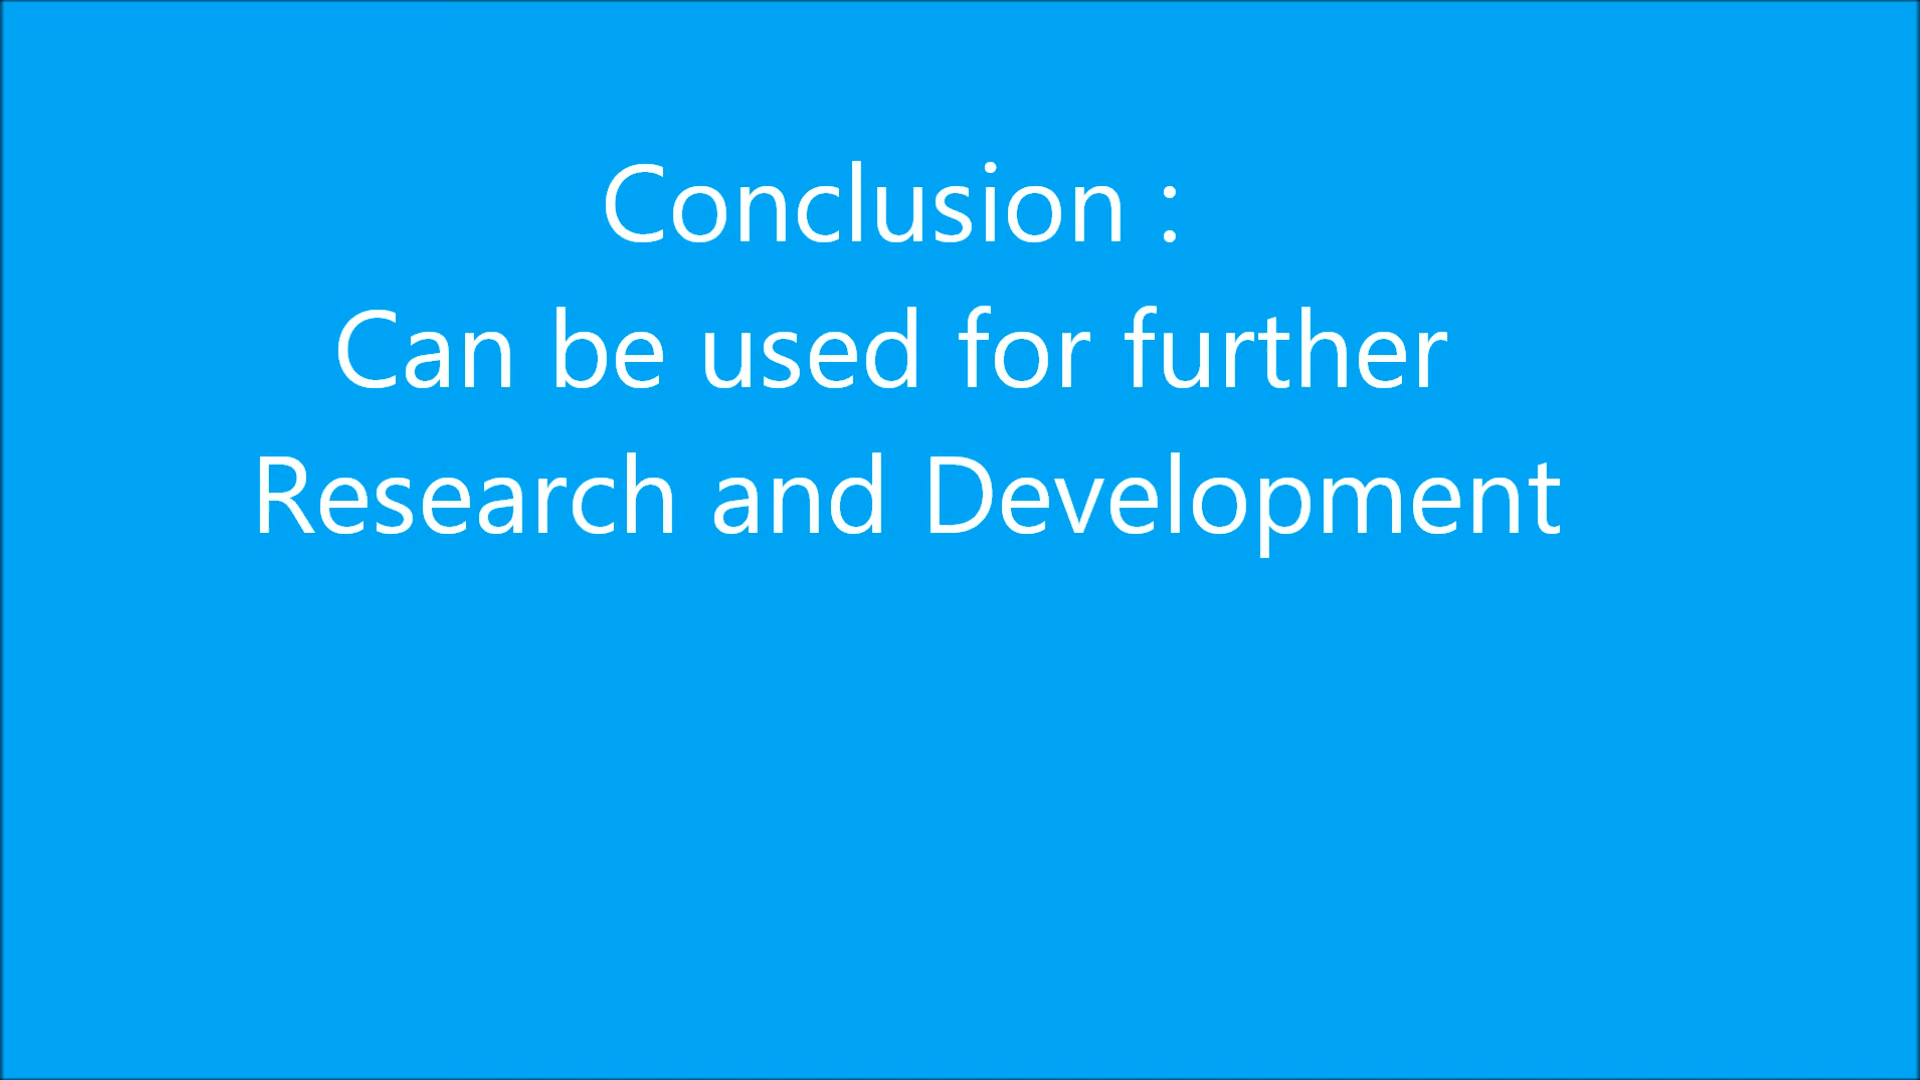 Conclusion :
Can be used for further
Research and Development